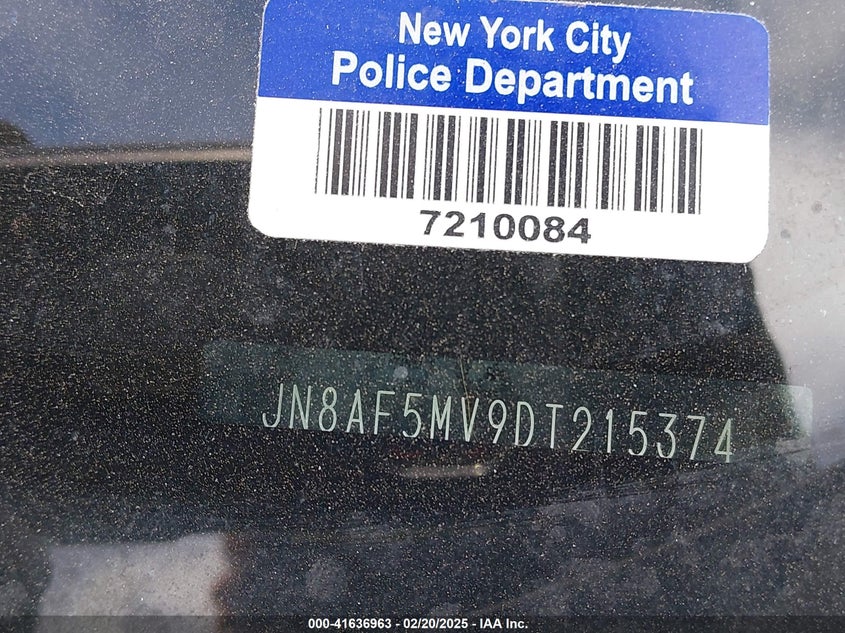 New York City
Police Department
7210084
JN8AF5MV9DT215374
000-41636963 - 02/20/2025 - IAA Inc.